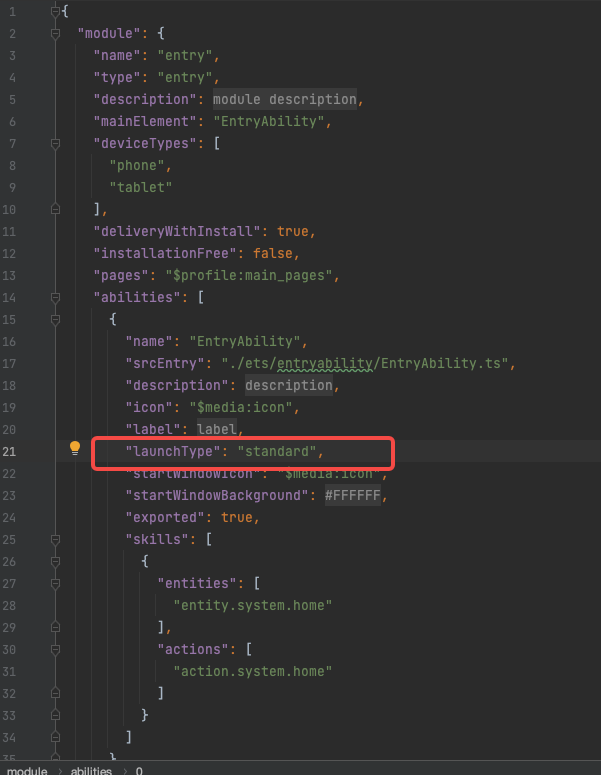 1 {
2 "module": {
3 "name": "entry",
4 "type": "entry",
5 "description": module description,
6 "mainElement": "EntryAbility",
7 "deviceTypes": [
8 "phone",
9 "tablet"
10 ],
11 "deliveryWithInstall": true,
12 "installationFree": false,
13 "pages": "$profile:main_pages",
14 "abilities": [
15 {
16 "name": "EntryAbility",
17 "srcEntry": "./ets/entryability/EntryAbility.ts",
18 "description": description,
19 "icon": "$media:icon",
20 "label": label,
21 "launchType": "standard",
22 "startWindowIcon": "$media:icon",
23 "startWindowBackground": #FFFFFF,
24 "exported": true,
25 "skills": [
26 {
27 "entities": [
28 "entity.system.home"
29 ],
30 "actions": [
31 "action.system.home"
32 ]
33 }
34 ]
35 }
module > abilities > 0